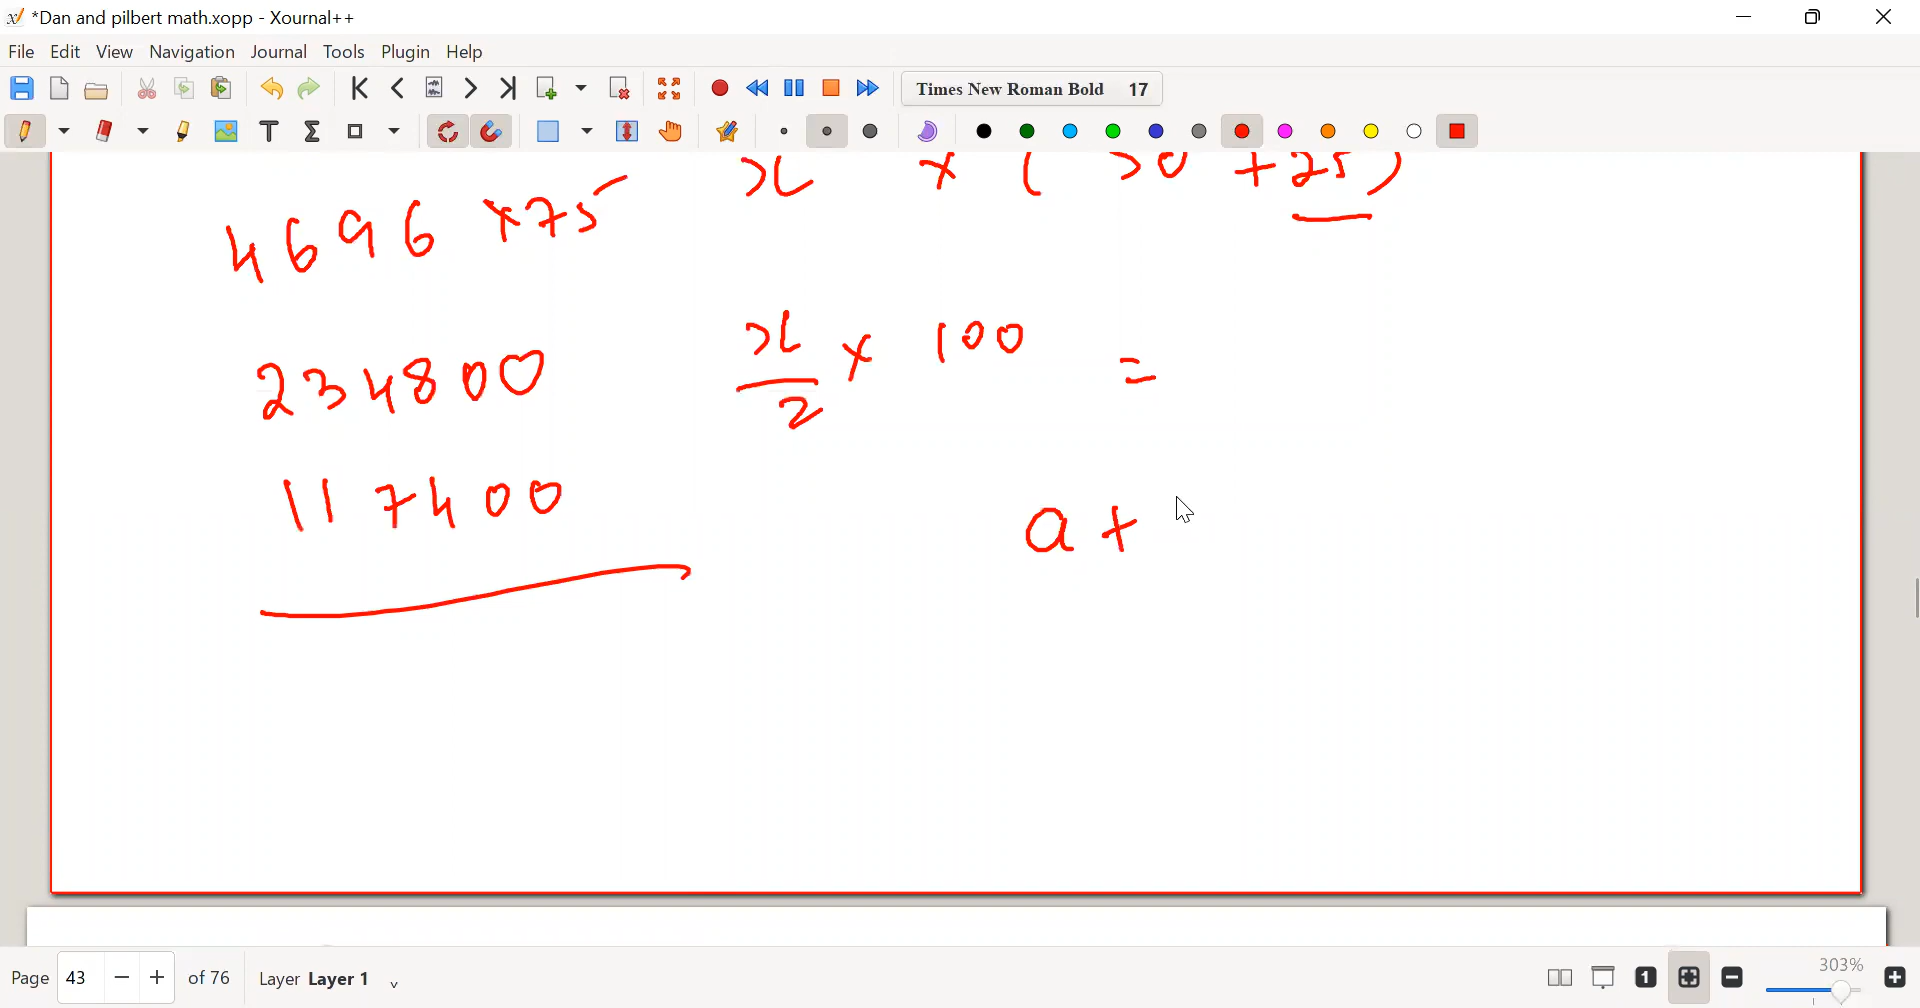 *Dan and pilbert math.xopp - Xournal++
File Edit View Navigation Journal Tools Plugin Help
Times New Roman Bold 17
x × ( 50 + 25 )
4696 × 75
x/2 × 100 =
234800
117400
a +
Page 43 of 76 Layer Layer 1 303%